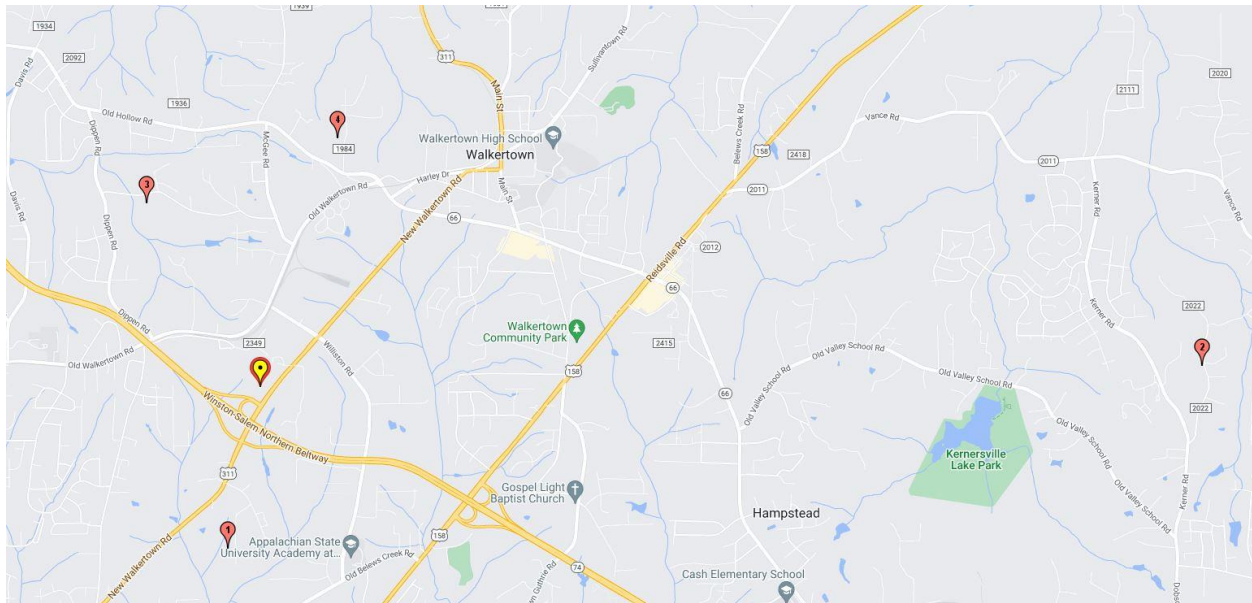 1934
2092
Davis Rd
1936
Old Hollow Rd
Dippen Rd
McGee Rd
4
1984
3
311
Main St
Sullivantown Rd
Walkertown High School
Walkertown
Harley Dr
Main St
Old Walkertown Rd
New Walkertown Rd
66
Belews Creek Rd
158
2418
Vance Rd
2011
2011
2111
2020
Kerner Rd
Vance Rd
Davis Rd
Dippen Rd
Reidsville Rd
2012
66
Dippen Rd
Old Walkertown Rd
2349
Williston Rd
Walkertown
Community Park
158
2415
Old Valley School Rd
Old Valley School Rd
Old Valley School Rd
66
Kerner Rd
2022
2
2022
Winston-Salem Northern Beltway
311
Kernersville
Lake Park
Old Valley School Rd
Old Valley School Rd
Kerner Rd
Gospel Light
Baptist Church
Hampstead
1
Appalachian State
University Academy at...
New Walkertown Rd
Old Belews Creek Rd
158
74
Cash Elementary School